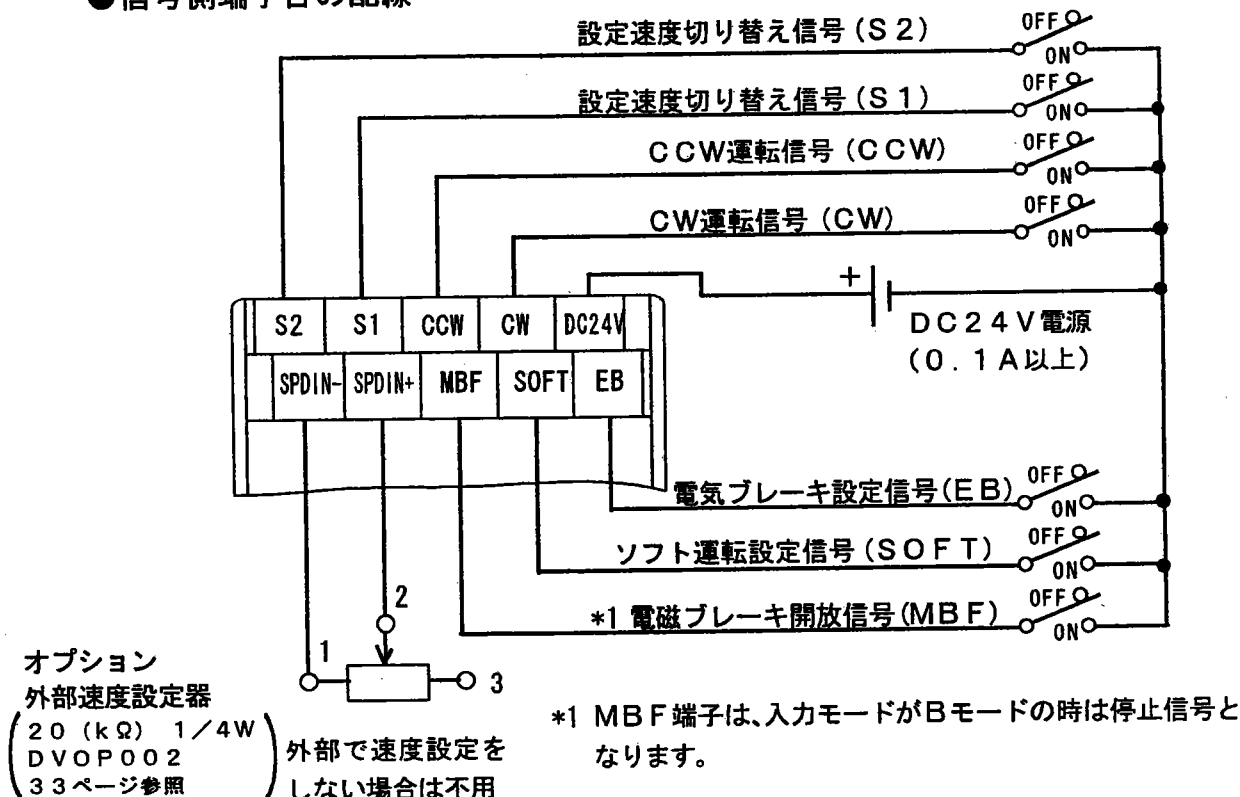 ●信号側端子台の配線
設定速度切り替え信号(S2)
OFF
ON
設定速度切り替え信号(S1)
OFF
ON
CCW運転信号(CCW)
OFF
ON
CW運転信号(CW)
OFF
ON
+
DC24V電源
(0.1A以上)
S2 S1 CCW CW DC24V
SPDIN- SPDIN+ MBF SOFT EB
電気ブレーキ設定信号(EB)
OFF
ON
ソフト運転設定信号(SOFT)
OFF
ON
*1 電磁ブレーキ開放信号(MBF)
OFF
ON
2
1
3
オプション
外部速度設定器
20(kΩ) 1/4W
DVOP002
33ページ参照
外部で速度設定を
しない場合は不用
*1 MBF端子は、入力モードがBモードの時は停止信号と
なります。